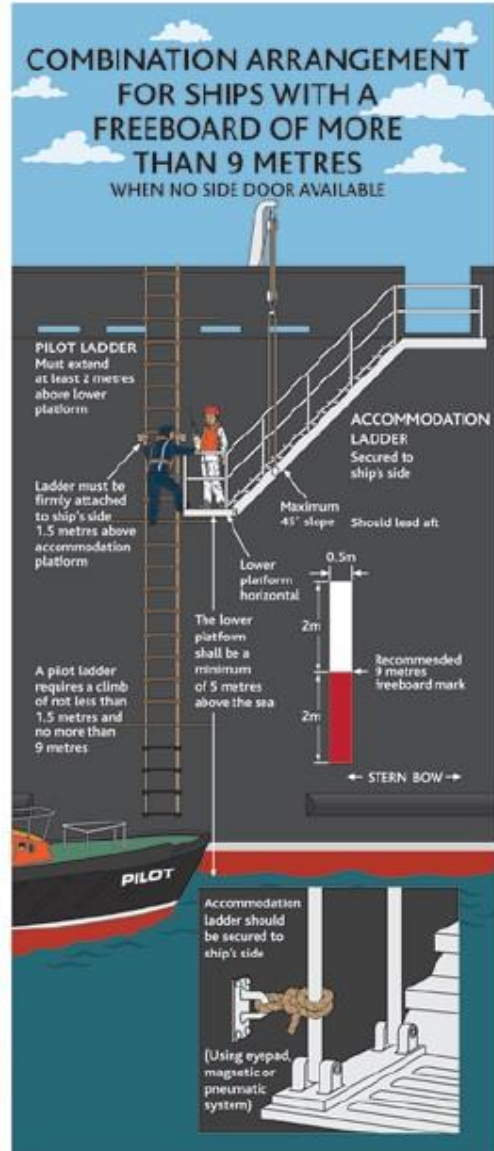 COMBINATION ARRANGEMENT
FOR SHIPS WITH A
FREEBOARD OF MORE
THAN 9 METRES
WHEN NO SIDE DOOR AVAILABLE
PILOT LADDER
Must extend
at least 2 metres
above lower
platform
Ladder must be
firmly attached
to ship's side
1.5 metres above
accommodation
platform
A pilot ladder
requires a climb
of not less than
1.5 metres and
no more than
9 metres
ACCOMMODATION
LADDER
Secured to
ship's side
Maximum
45° slope
Should lead aft
Lower
platform
horizontal
The lower
platform
shall be a
minimum
of 5 metres
above the sea
0.5m
2m
2m
Recommended
9 metres
freeboard mark
STERN BOW
PILOT
Accommodation
ladder should
be secured to
ship's side
(Using eyepad,
magnetic or
pneumatic
system)